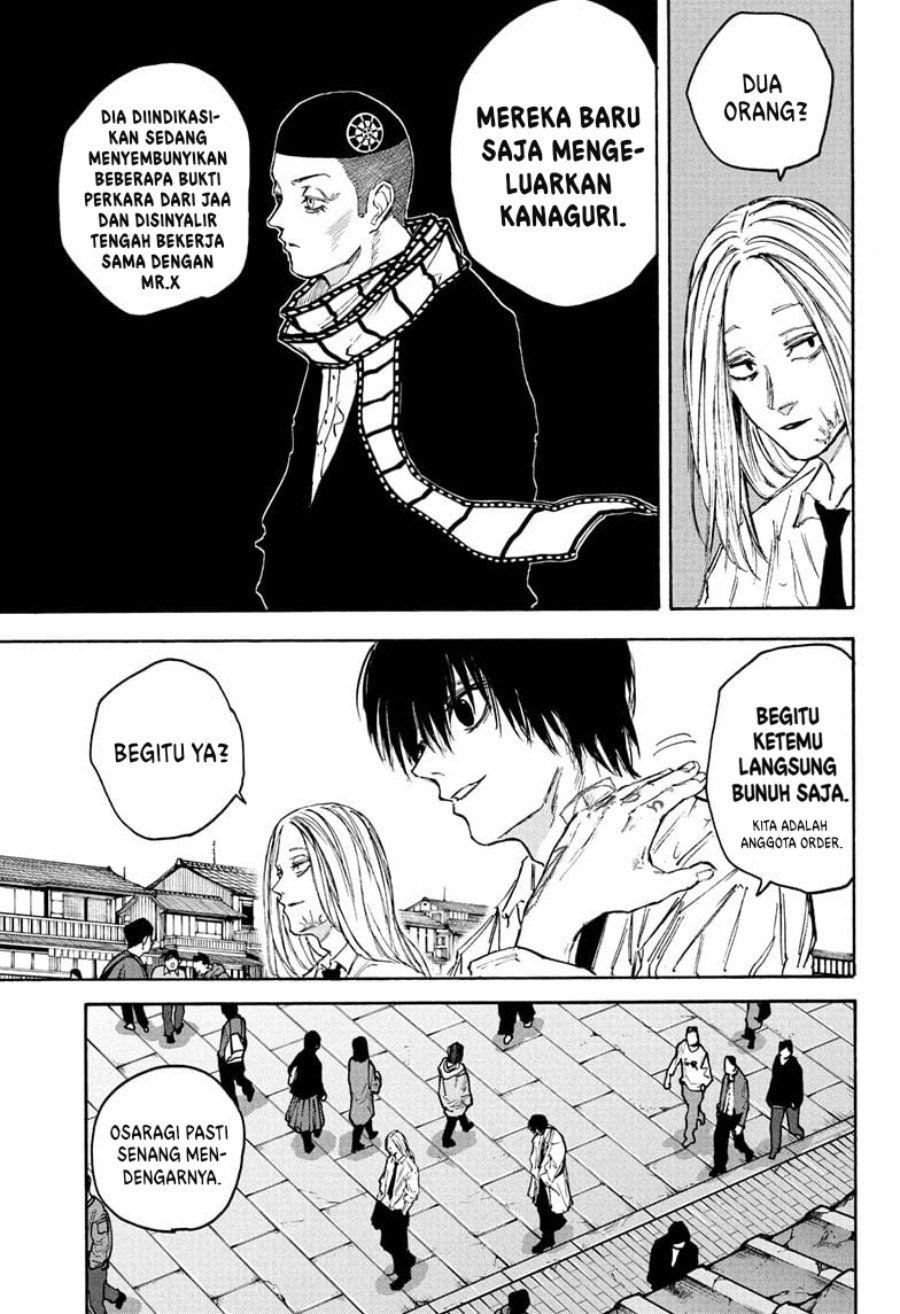 DUA
ORANG?
MEREKA BARU
SAJA MENGE-
LUARKAN
KANAGURI.
DIA DIINDIKASI-
KAN SEDANG
MENYEMBUNYIKAN
BEBERAPA BUKTI
PERKARA DARI JAA
DAN DISINYALIR
TENGAH BEKERJA
SAMA DENGAN
MR.X
BEGITU
KETEMU
LANGSUNG
BUNUH SAJA.
KITA ADALAH
ANGGOTA ORDER.
BEGITU YA?
OSARAGI PASTI
SENANG MEN-
DENGARNYA.